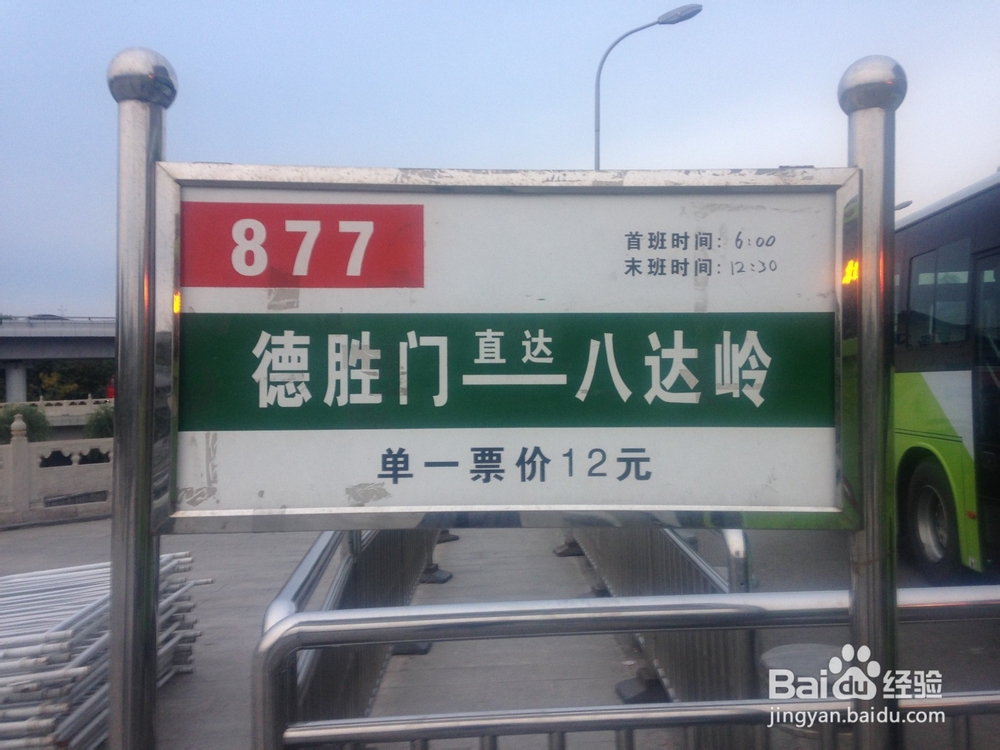 877
首班时间: 6:00
末班时间: 12:30
德胜门直达八达岭
单一票价12元
Baidu经验
jingyan.baidu.com